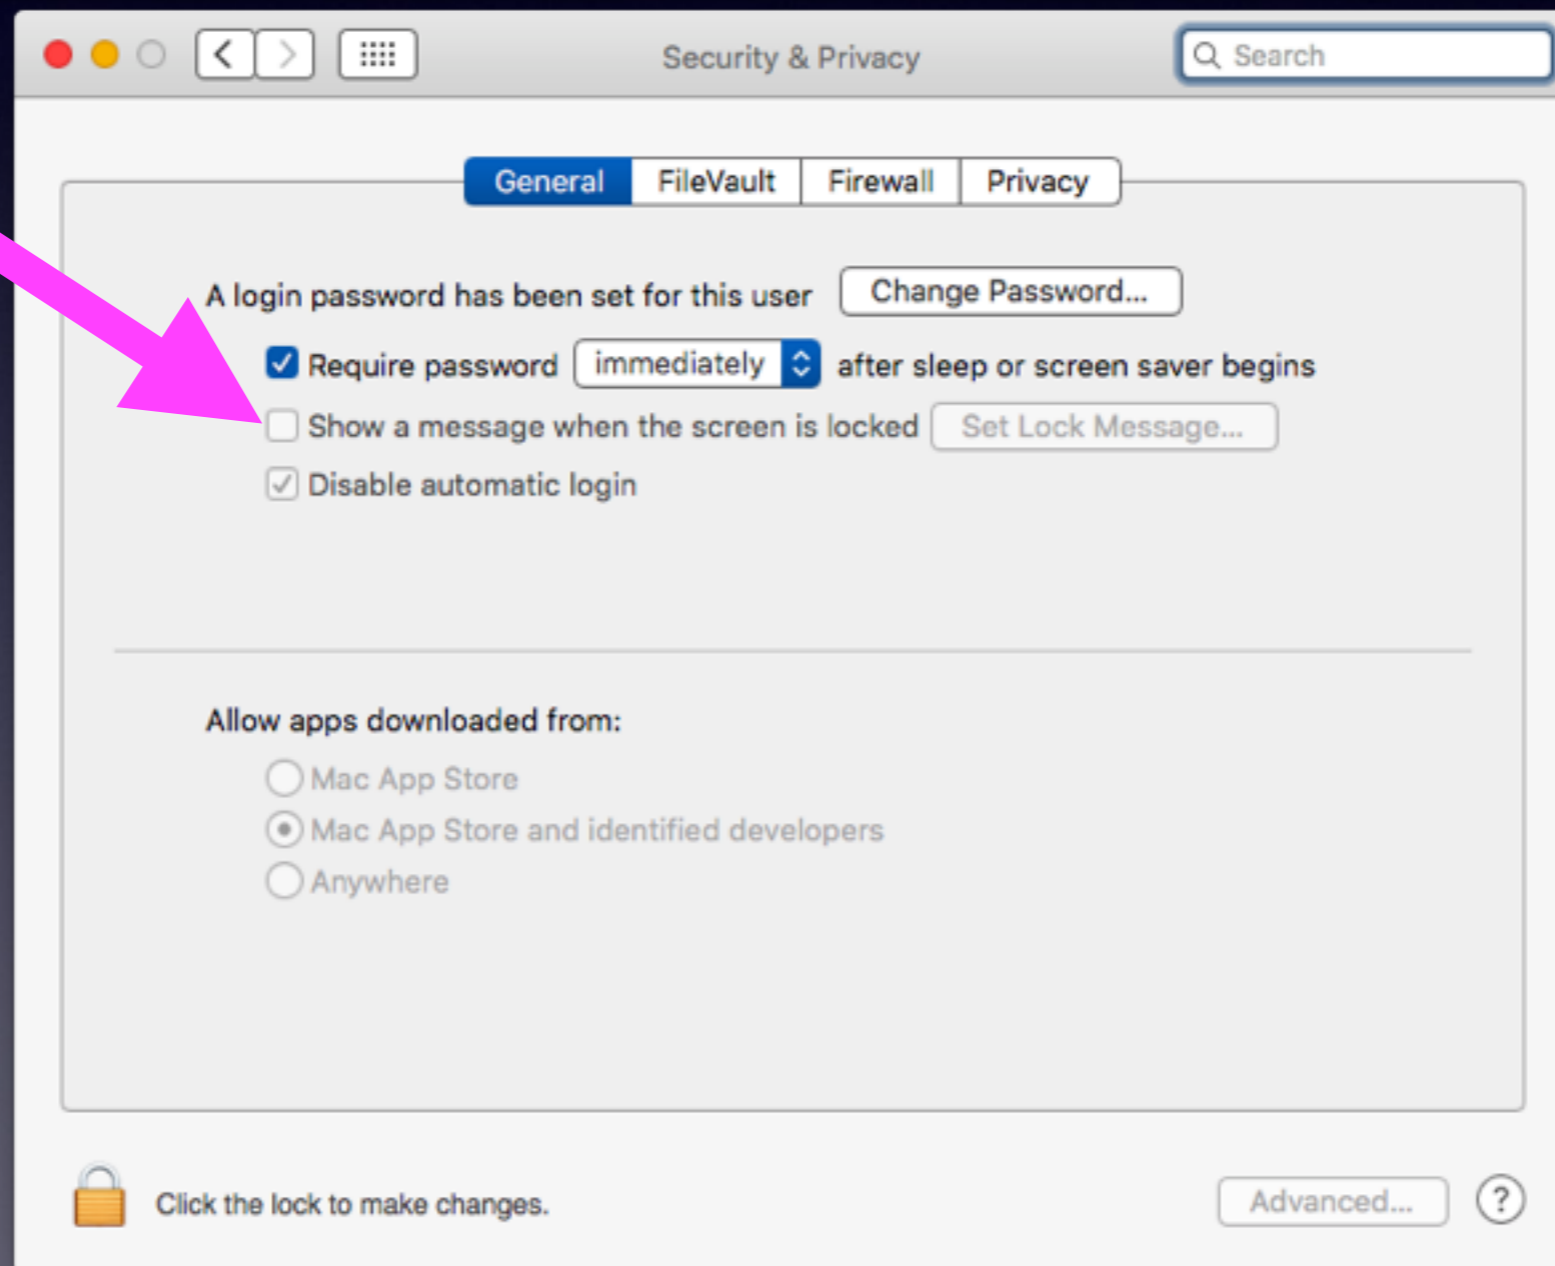 Security & Privacy
Search
General FileVault Firewall Privacy
A login password has been set for this user Change Password...
Require password immediately after sleep or screen saver begins
Show a message when the screen is locked Set Lock Message...
Disable automatic login
Allow apps downloaded from:
Mac App Store
Mac App Store and identified developers
Anywhere
Click the lock to make changes.
Advanced... ?